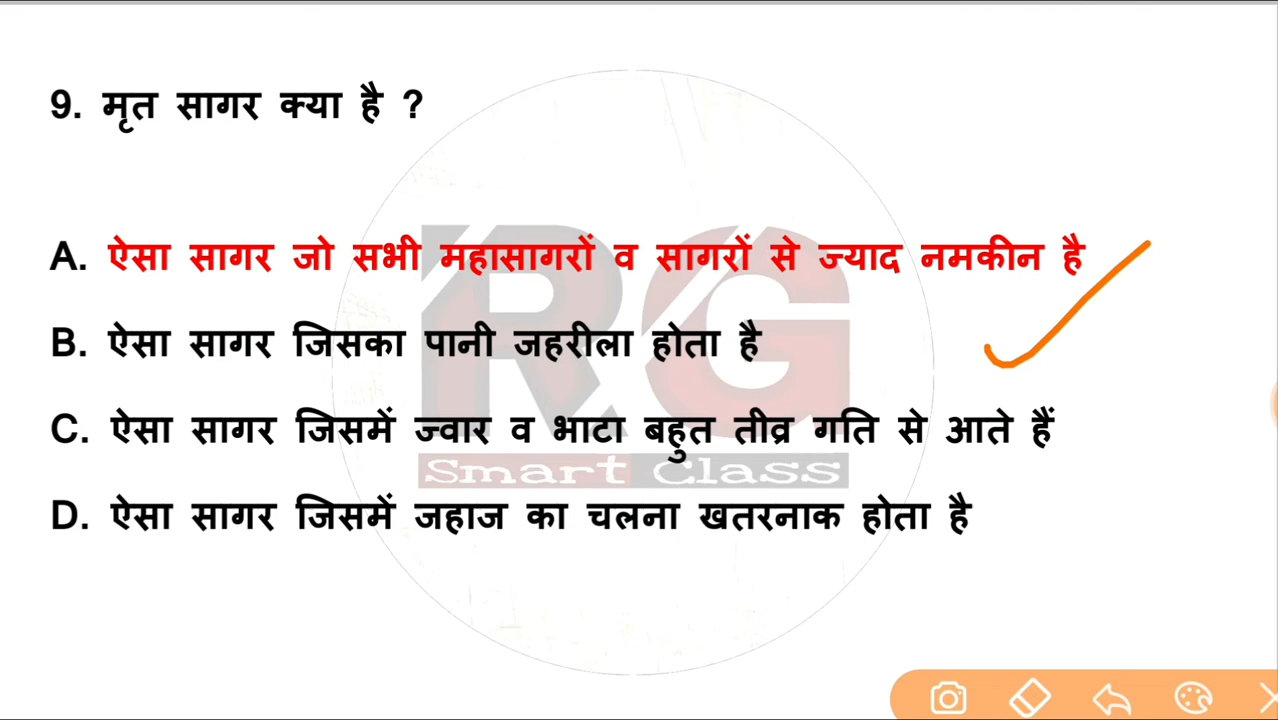 9. मृत सागर क्या है ?
A. ऐसा सागर जो सभी महासागरों व सागरों से ज्याद नमकीन है
B. ऐसा सागर जिसका पानी जहरीला होता है
C. ऐसा सागर जिसमें ज्वार व भाटा बहुत तीव्र गति से आते हैं
D. ऐसा सागर जिसमें जहाज का चलना खतरनाक होता है
RG
Smart Class